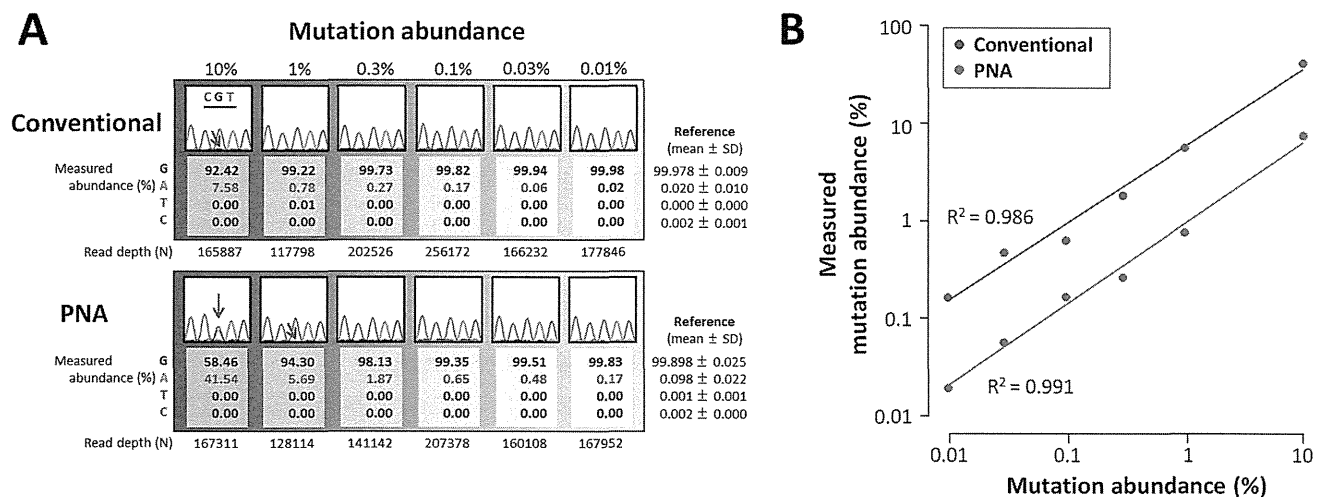 A
Mutation abundance
10% 1% 0.3% 0.1% 0.03% 0.01%
Conventional
CGT
Reference
(mean ± SD)
Measured
abundance (%)
G 92.42 99.22 99.73 99.82 99.94 99.98 99.978 ± 0.009
A 7.58 0.78 0.27 0.17 0.06 0.02 0.020 ± 0.010
T 0.00 0.01 0.00 0.00 0.00 0.00 0.000 ± 0.000
C 0.00 0.00 0.00 0.00 0.00 0.00 0.002 ± 0.001
Read depth (N) 165887 117798 202526 256172 166232 177846
PNA
Reference
(mean ± SD)
Measured
abundance (%)
G 58.46 94.30 98.13 99.35 99.51 99.83 99.898 ± 0.025
A 41.54 5.69 1.87 0.65 0.48 0.17 0.098 ± 0.022
T 0.00 0.00 0.00 0.00 0.00 0.00 0.001 ± 0.001
C 0.00 0.00 0.00 0.00 0.00 0.00 0.002 ± 0.000
Read depth (N) 167311 128114 141142 207378 160108 167952
B
Measured
mutation abundance (%)
100
10
1
0.1
0.01
Conventional
PNA
R² = 0.986
R² = 0.991
0.01 0.1 1 10
Mutation abundance (%)